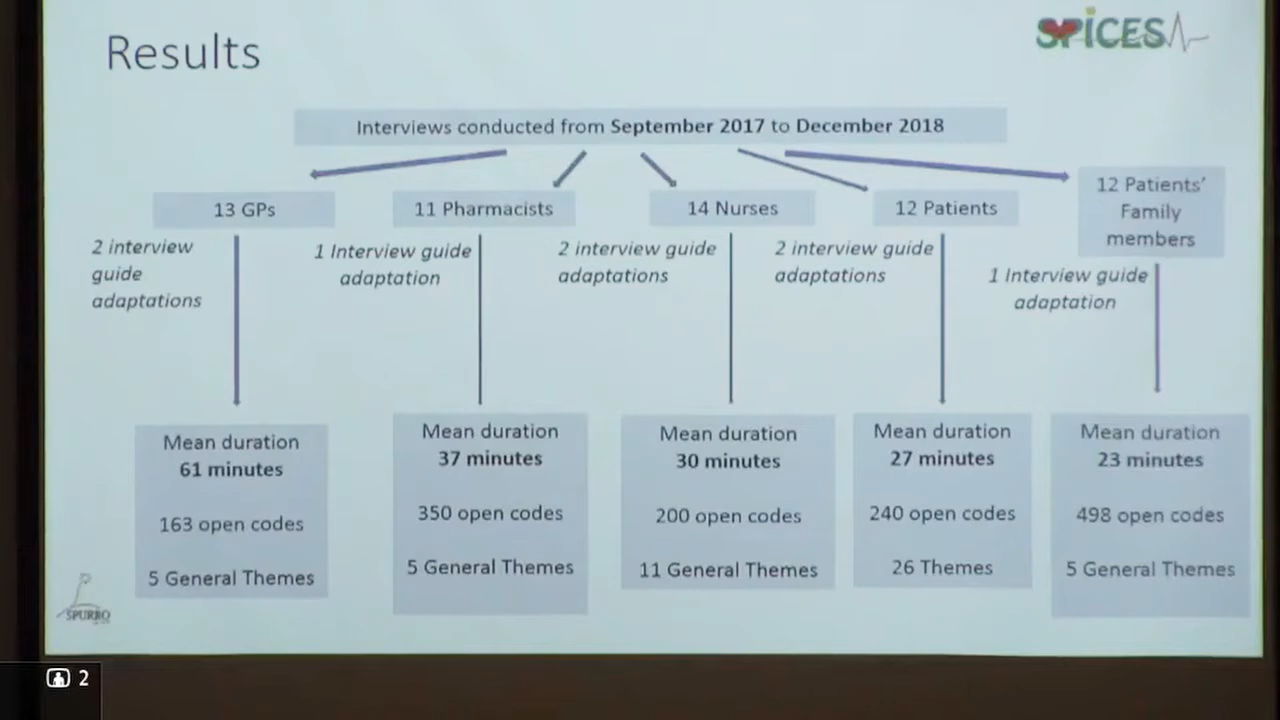 Results
SPiCES
Interviews conducted from September 2017 to December 2018
13 GPs
11 Pharmacists
14 Nurses
12 Patients
12 Patients’
Family
members
2 interview
guide
adaptations
1 Interview guide
adaptation
2 interview guide
adaptations
2 interview guide
adaptations
1 Interview guide
adaptation
Mean duration
61 minutes
163 open codes
5 General Themes
Mean duration
37 minutes
350 open codes
5 General Themes
Mean duration
30 minutes
200 open codes
11 General Themes
Mean duration
27 minutes
240 open codes
26 Themes
Mean duration
23 minutes
498 open codes
5 General Themes
2